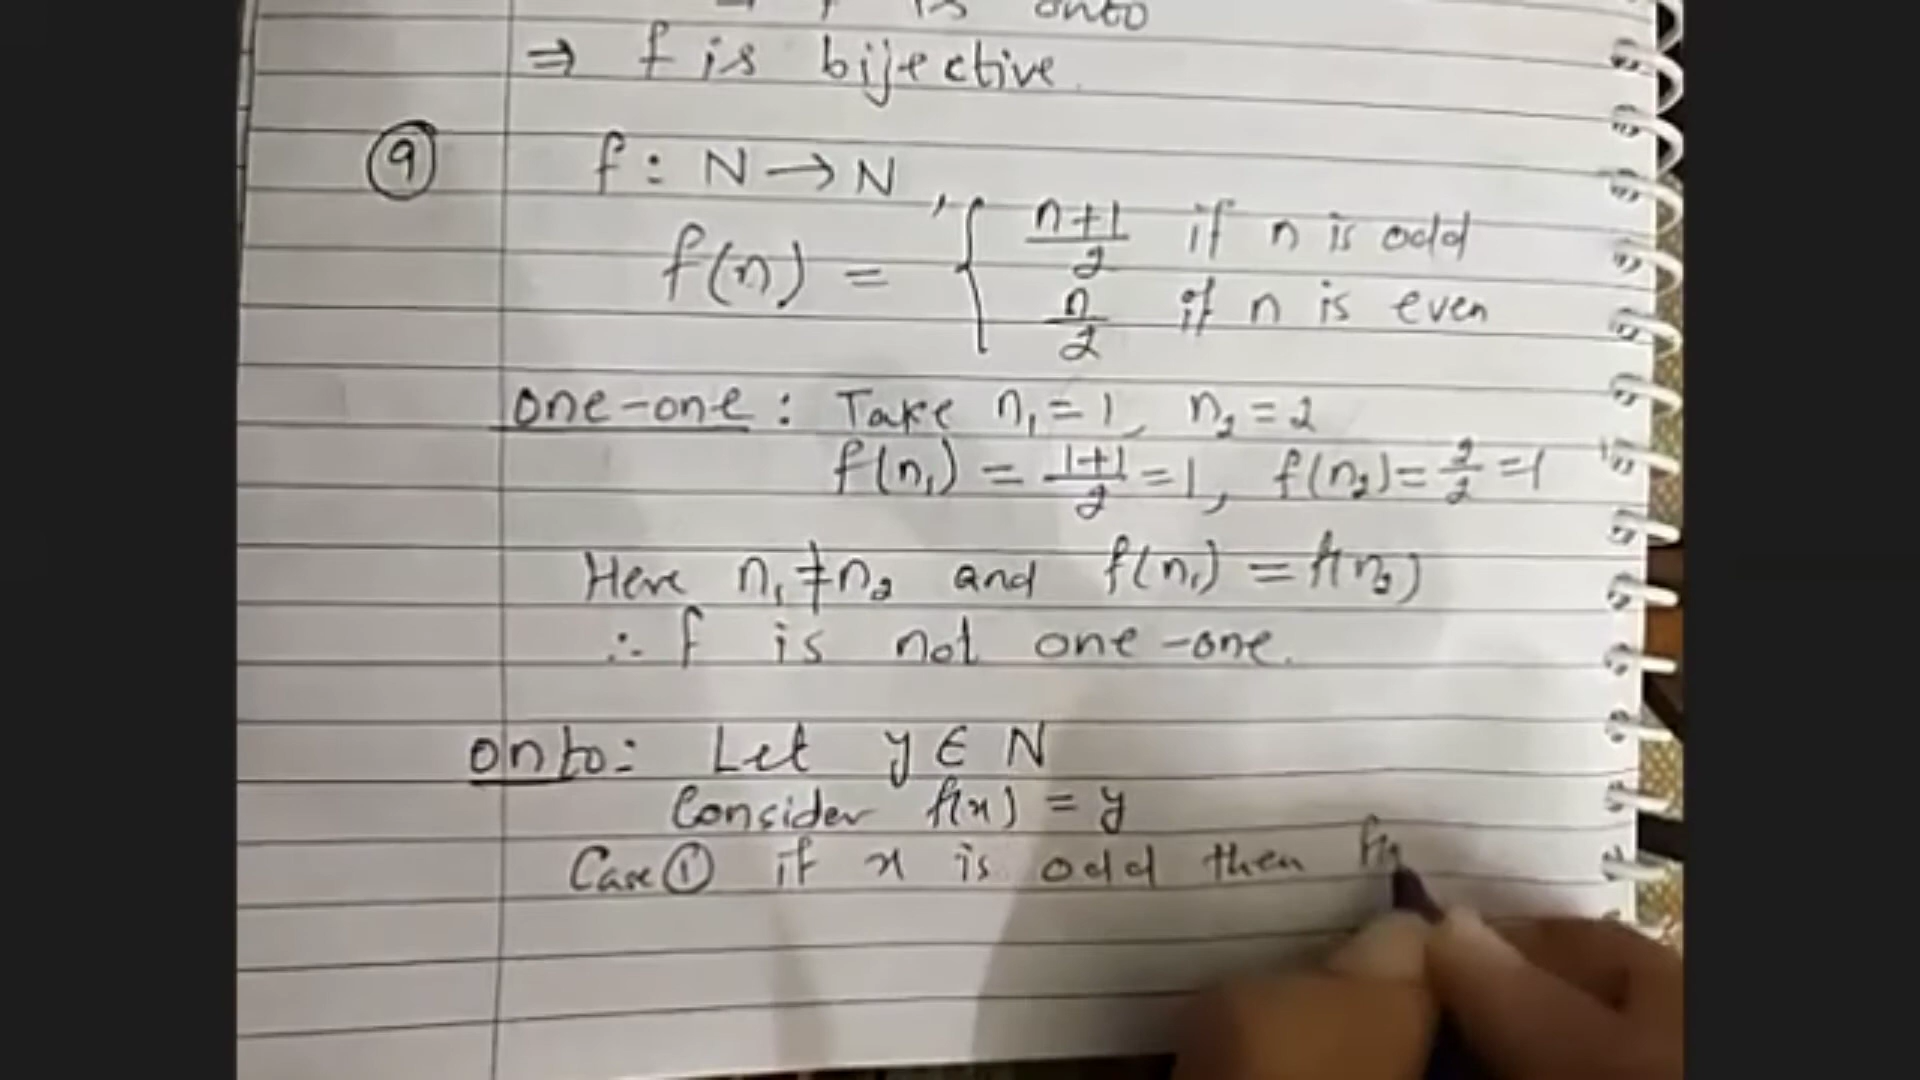 is onto
⇒ f is bijective.
⑨ f : N → N ,
f(n) = { n+1/2 if n is odd
n/2 if n is even
one-one : Take n₁ = 1, n₂ = 2
f(n₁) = 1+1/2 = 1, f(n₂) = 2/2 = 1
Here n₁ ≠ n₂ and f(n₁) = f(n₂)
∴ f is not one-one.
onto: Let y ∈ N
Consider f(x) = y
Case ① if x is odd then